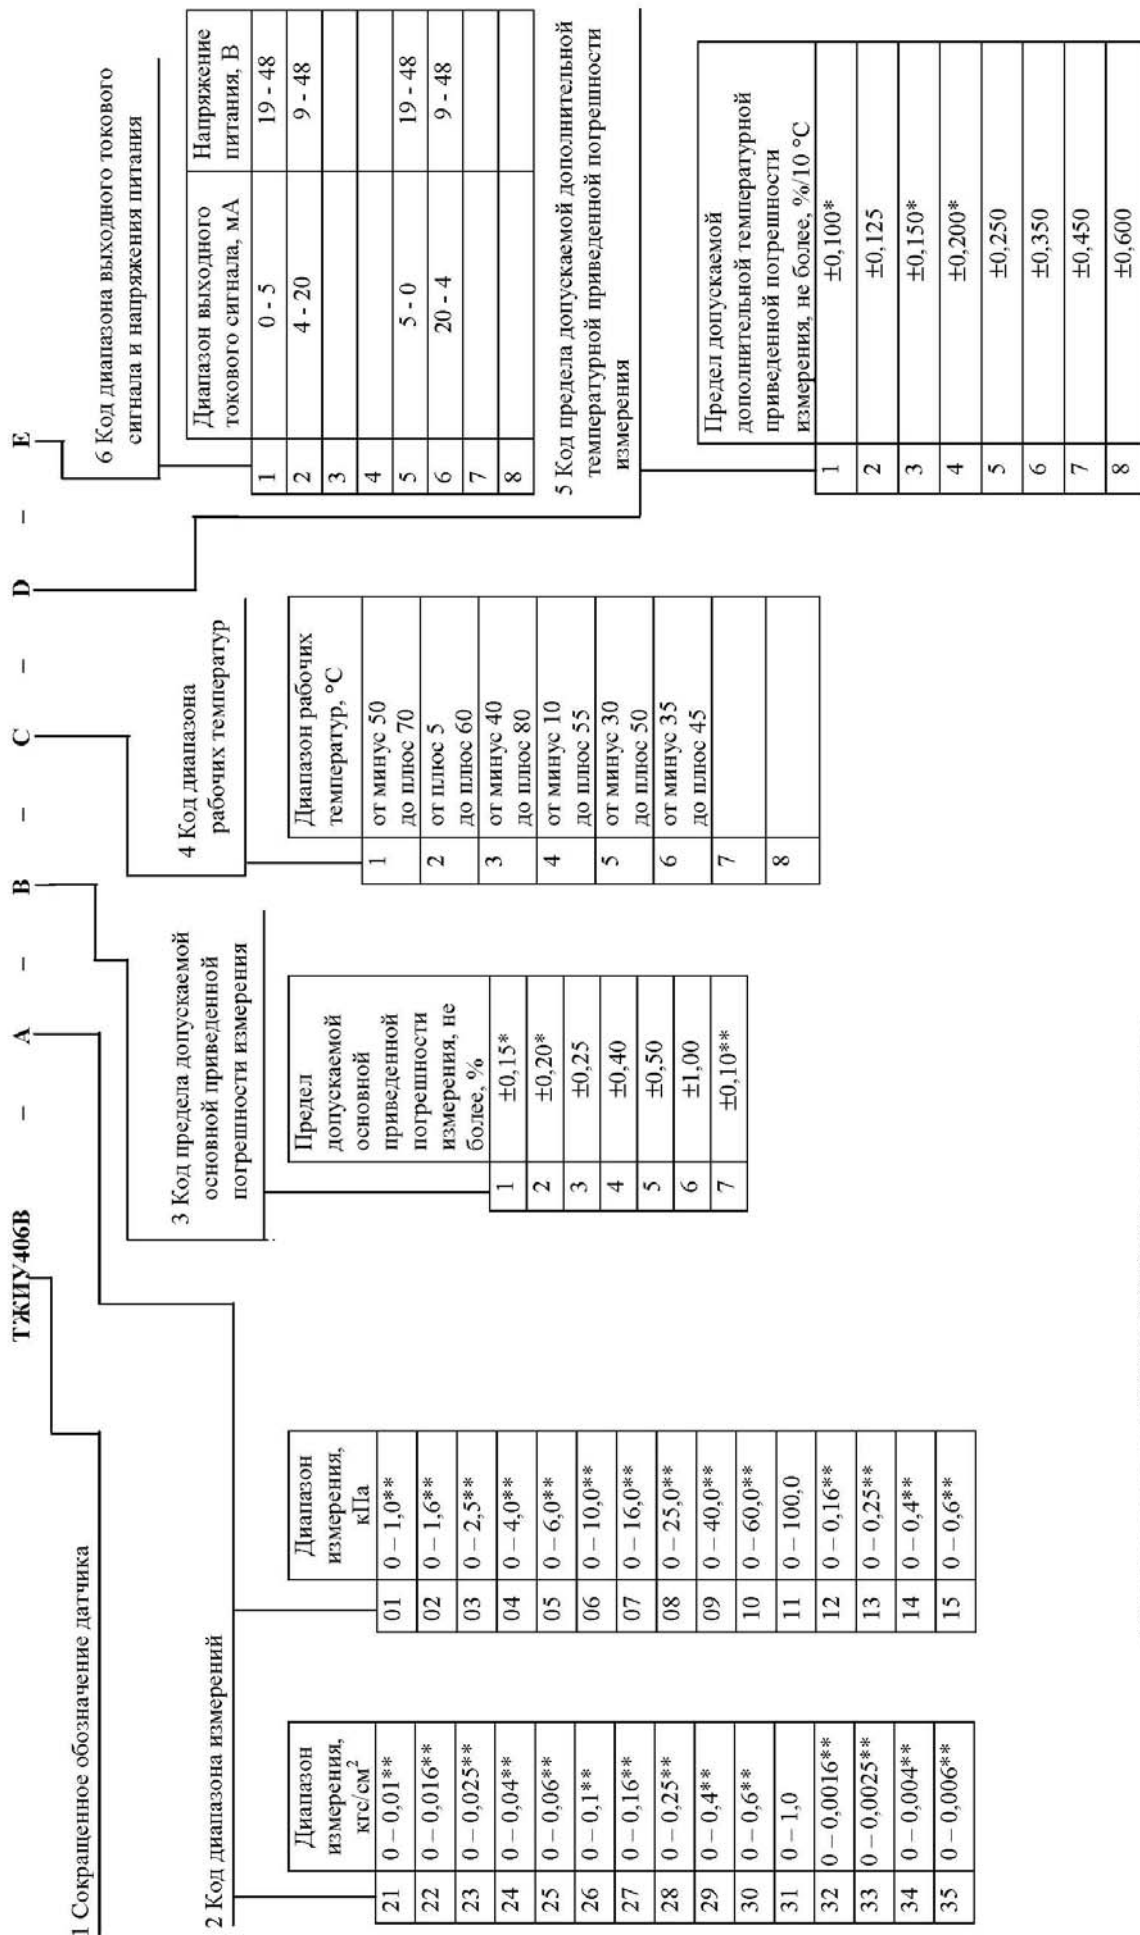 ТЖИУ406В – А – В – С – D – E
1 Сокращенное обозначение датчика
2 Код диапазона измерений
Диапазон
измерения,
кгс/см²
21 0 – 0,01**
22 0 – 0,016**
23 0 – 0,025**
24 0 – 0,04**
25 0 – 0,06**
26 0 – 0,1**
27 0 – 0,16**
28 0 – 0,25**
29 0 – 0,4**
30 0 – 0,6**
31 0 – 1,0
32 0 – 0,0016**
33 0 – 0,0025**
34 0 – 0,004**
35 0 – 0,006**
Диапазон
измерения,
кПа
01 0 – 1,0**
02 0 – 1,6**
03 0 – 2,5**
04 0 – 4,0**
05 0 – 6,0**
06 0 – 10,0**
07 0 – 16,0**
08 0 – 25,0**
09 0 – 40,0**
10 0 – 60,0**
11 0 – 100,0
12 0 – 0,16**
13 0 – 0,25**
14 0 – 0,4**
15 0 – 0,6**
3 Код предела допускаемой
основной приведенной
погрешности измерения
Предел
допускаемой
основной
приведенной
погрешности
измерения, не
более, %
1 ±0,15*
2 ±0,20*
3 ±0,25
4 ±0,40
5 ±0,50
6 ±1,00
7 ±0,10**
4 Код диапазона
рабочих температур
Диапазон рабочих
температур, °С
1 от минус 50
до плюс 70
2 от плюс 5
до плюс 60
3 от минус 40
до плюс 80
4 от минус 10
до плюс 55
5 от минус 30
до плюс 50
6 от минус 35
до плюс 45
7
8
6 Код диапазона выходного токового
сигнала и напряжения питания
Диапазон выходного
токового сигнала, мА
Напряжение
питания, В
1 0 - 5 19 - 48
2 4 - 20 9 - 48
3
4
5 5 - 0 19 - 48
6 20 - 4 9 - 48
7
8
5 Код предела допускаемой дополнительной
температурной приведенной погрешности
измерения
Предел допускаемой
дополнительной температурной
приведенной погрешности
измерения, не более, %/10 °С
1 ±0,100*
2 ±0,125
3 ±0,150*
4 ±0,200*
5 ±0,250
6 ±0,350
7 ±0,450
8 ±0,600